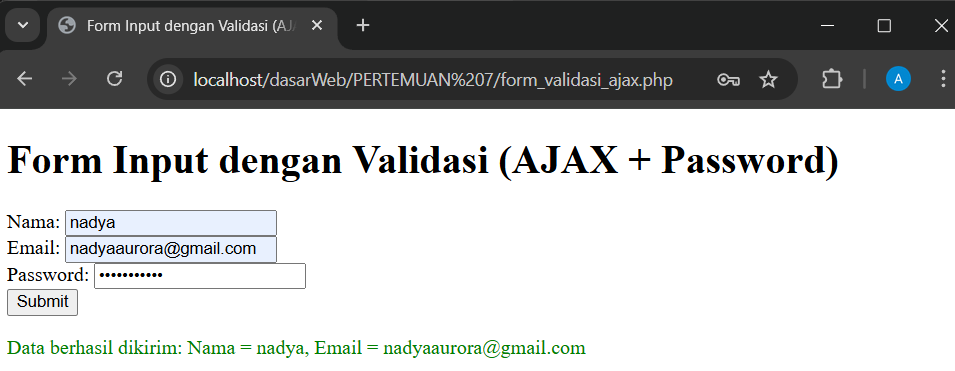 Form Input dengan Validasi (AJ
localhost/dasarWeb/PERTEMUAN%207/form_validasi_ajax.php
A
Form Input dengan Validasi (AJAX + Password)
Nama: nadya
Email: nadyaaurora@gmail.com
Password: •••••••••••
Submit
Data berhasil dikirim: Nama = nadya, Email = nadyaaurora@gmail.com